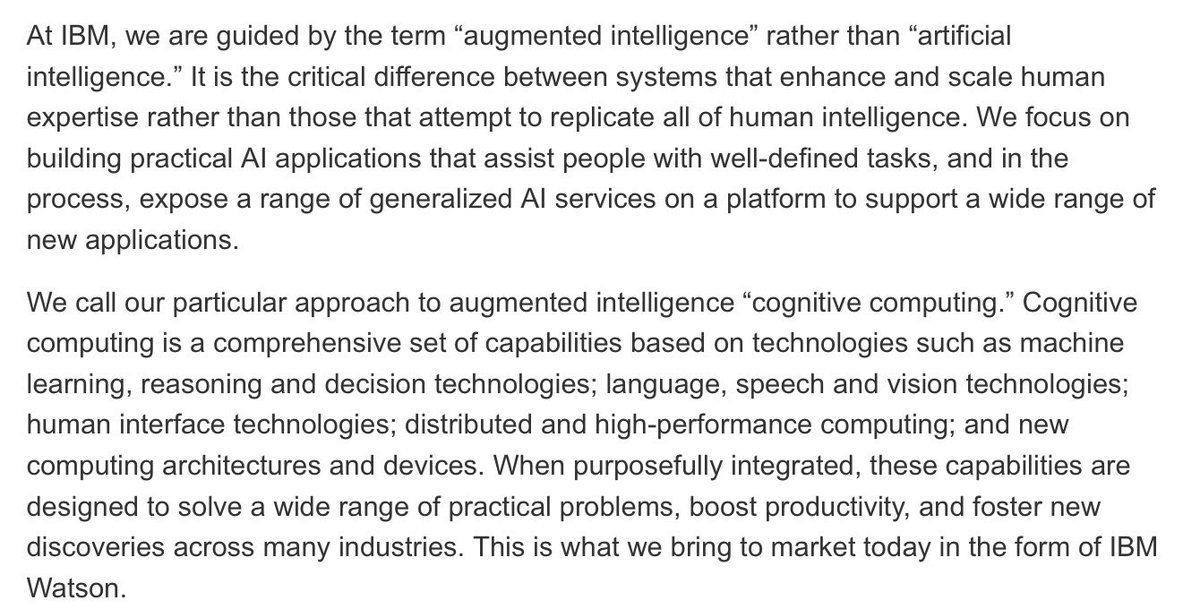 At IBM, we are guided by the term “augmented intelligence” rather than “artificial
intelligence.” It is the critical difference between systems that enhance and scale human
expertise rather than those that attempt to replicate all of human intelligence. We focus on
building practical AI applications that assist people with well-defined tasks, and in the
process, expose a range of generalized AI services on a platform to support a wide range of
new applications.
We call our particular approach to augmented intelligence “cognitive computing.” Cognitive
computing is a comprehensive set of capabilities based on technologies such as machine
learning, reasoning and decision technologies; language, speech and vision technologies;
human interface technologies; distributed and high-performance computing; and new
computing architectures and devices. When purposefully integrated, these capabilities are
designed to solve a wide range of practical problems, boost productivity, and foster new
discoveries across many industries. This is what we bring to market today in the form of IBM
Watson.